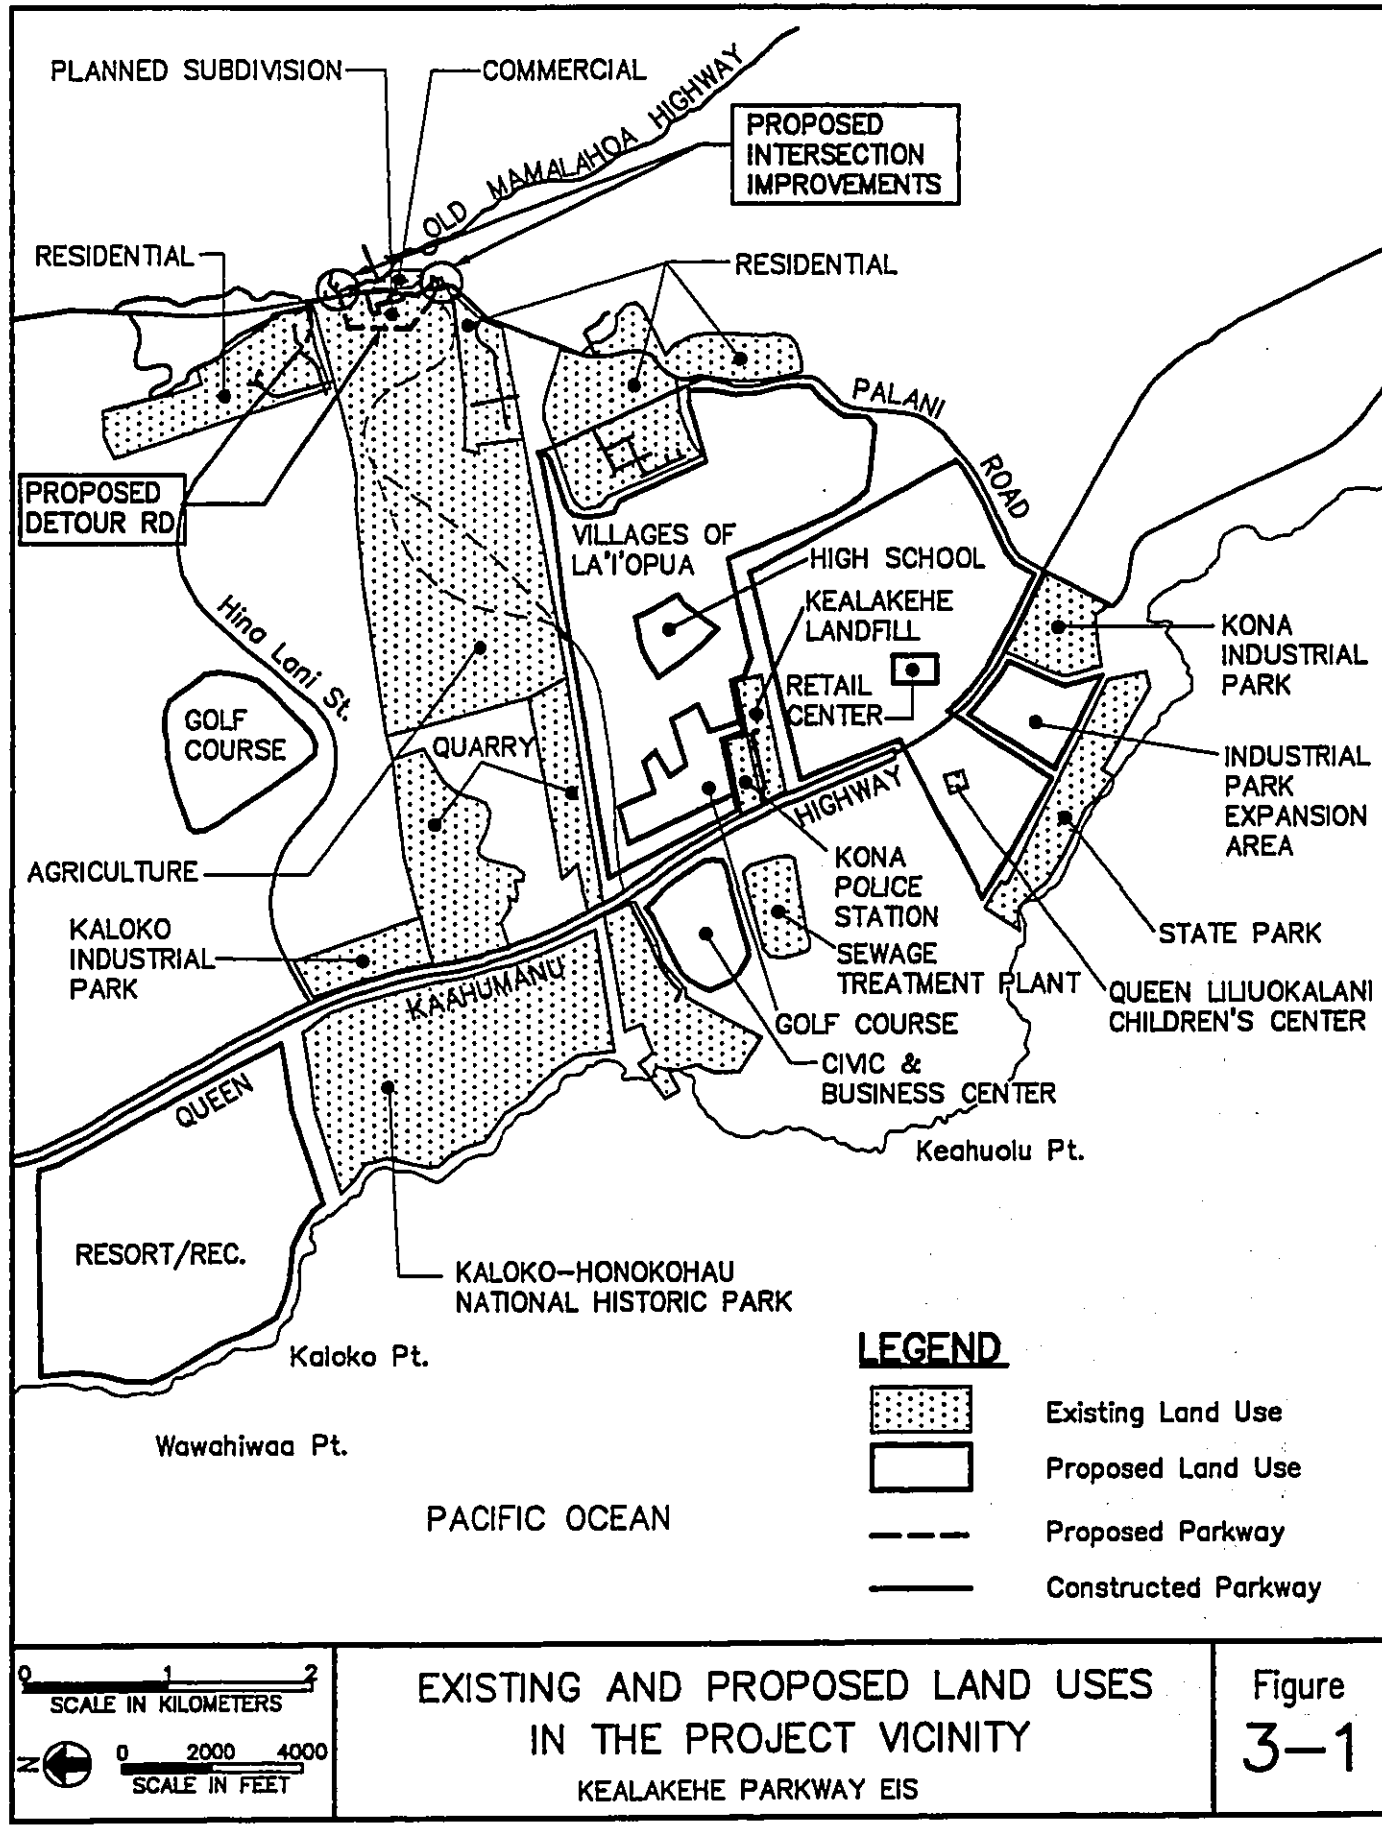 PLANNED SUBDIVISION
COMMERCIAL
OLD MAMALAHOA HIGHWAY
PROPOSED
INTERSECTION
IMPROVEMENTS
RESIDENTIAL
RESIDENTIAL
PALANI
ROAD
PROPOSED
DETOUR RD
VILLAGES OF
LA'I'OPUA
HIGH SCHOOL
KEALAKEHE
LANDFILL
Hina Lani St.
KONA
INDUSTRIAL
PARK
RETAIL
CENTER
GOLF
COURSE
QUARRY
INDUSTRIAL
PARK
EXPANSION
AREA
HIGHWAY
AGRICULTURE
KONA
POLICE
STATION
KALOKO
INDUSTRIAL
PARK
STATE PARK
SEWAGE
TREATMENT PLANT
KAAHUMANU
QUEEN LILIUOKALANI
CHILDREN'S CENTER
GOLF COURSE
CIVIC &
BUSINESS CENTER
QUEEN
Keahuolu Pt.
RESORT/REC.
KALOKO-HONOKOHAU
NATIONAL HISTORIC PARK
Kaloko Pt.
Wawahiwaa Pt.
PACIFIC OCEAN
LEGEND
Existing Land Use
Proposed Land Use
Proposed Parkway
Constructed Parkway
0 1 2
SCALE IN KILOMETERS
N
0 2000 4000
SCALE IN FEET
EXISTING AND PROPOSED LAND USES
IN THE PROJECT VICINITY
KEALAKEHE PARKWAY EIS
Figure
3-1